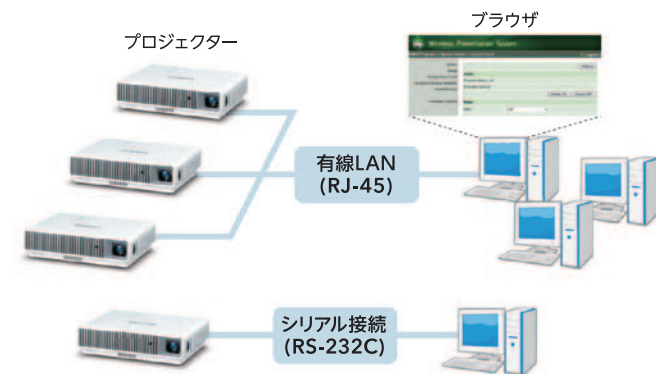 ブラウザ
プロジェクター
Wireless Presentation System
有線LAN
(RJ-45)
シリアル接続
(RS-232C)